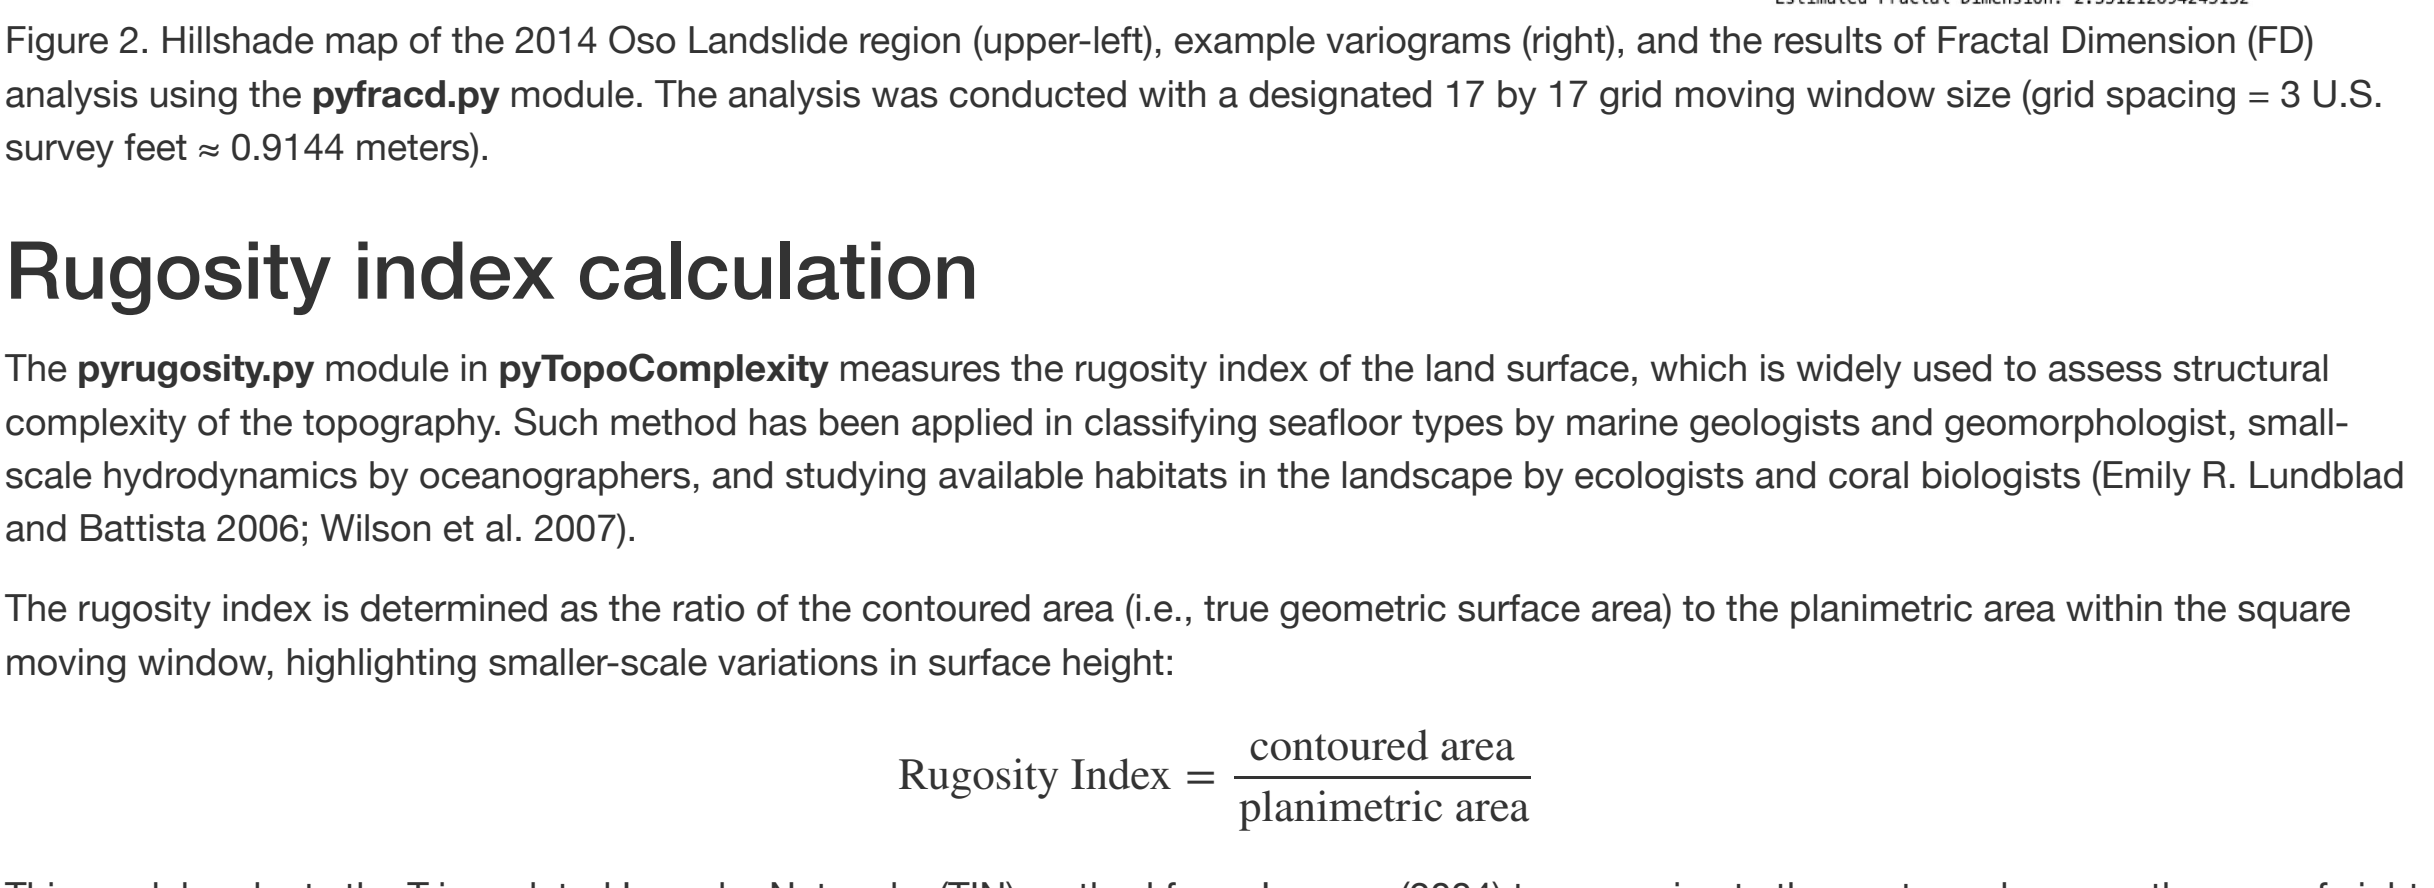 Figure 2. Hillshade map of the 2014 Oso Landslide region (upper-left), example variograms (right), and the results of Fractal Dimension (FD)
analysis using the pyfracd.py module. The analysis was conducted with a designated 17 by 17 grid moving window size (grid spacing = 3 U.S.
survey feet ≈ 0.9144 meters).
Rugosity index calculation
The pyrugosity.py module in pyTopoComplexity measures the rugosity index of the land surface, which is widely used to assess structural
complexity of the topography. Such method has been applied in classifying seafloor types by marine geologists and geomorphologist, small-
scale hydrodynamics by oceanographers, and studying available habitats in the landscape by ecologists and coral biologists (Emily R. Lundblad
and Battista 2006; Wilson et al. 2007).
The rugosity index is determined as the ratio of the contoured area (i.e., true geometric surface area) to the planimetric area within the square
moving window, highlighting smaller-scale variations in surface height:
Rugosity Index = contoured area
planimetric area